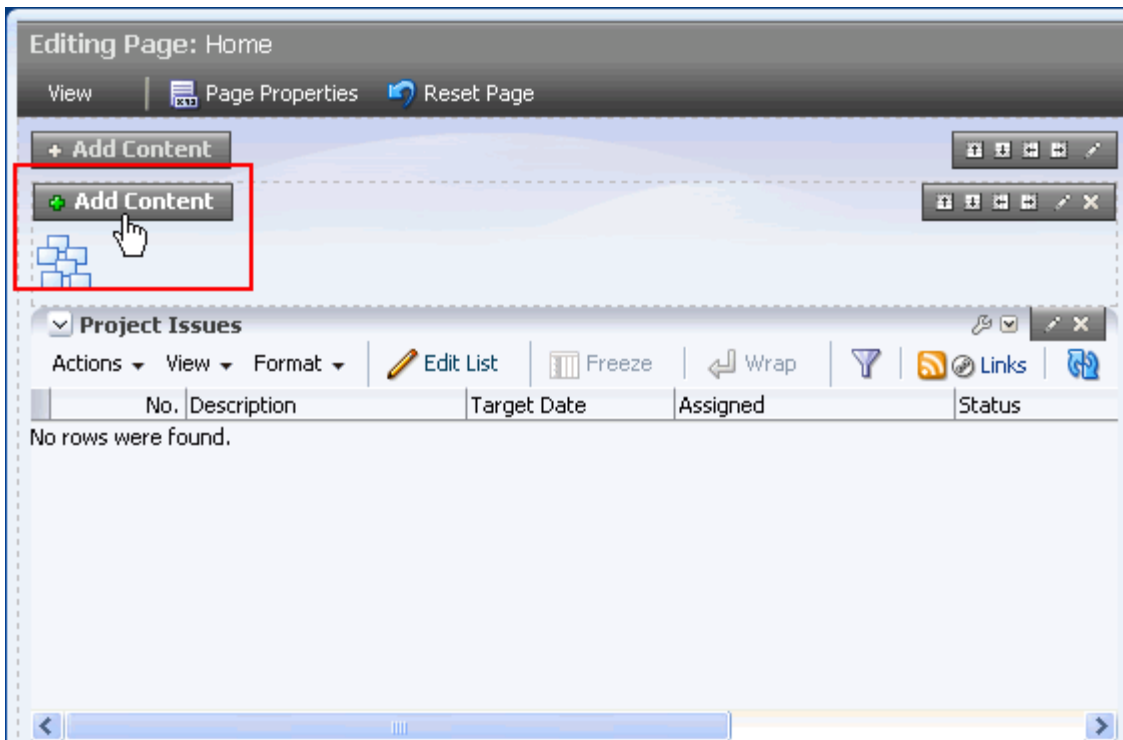 Editing Page: Home
View Page Properties Reset Page
Add Content
Add Content
Project Issues
Actions View Format Edit List Freeze Wrap Links
No. Description Target Date Assigned Status
No rows were found.